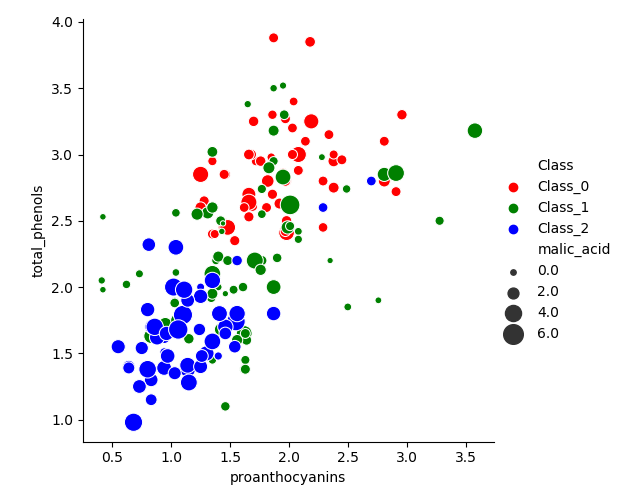 4.0
3.5
3.0
2.5
2.0
1.5
1.0
total_phenols
0.5 1.0 1.5 2.0 2.5 3.0 3.5
proanthocyanins
Class
Class_0
Class_1
Class_2
malic_acid
0.0
2.0
4.0
6.0